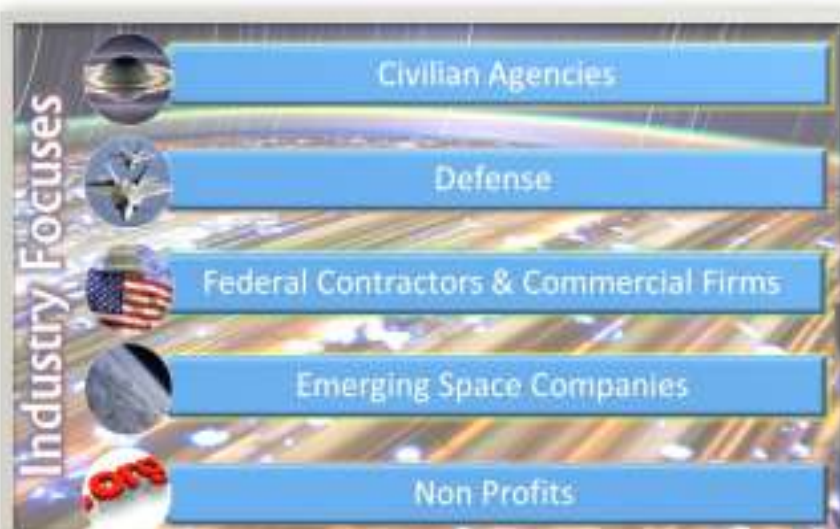 Industry Focuses
Civilian Agencies
Defense
Federal Contractors & Commercial Firms
Emerging Space Companies
.org
Non Profits